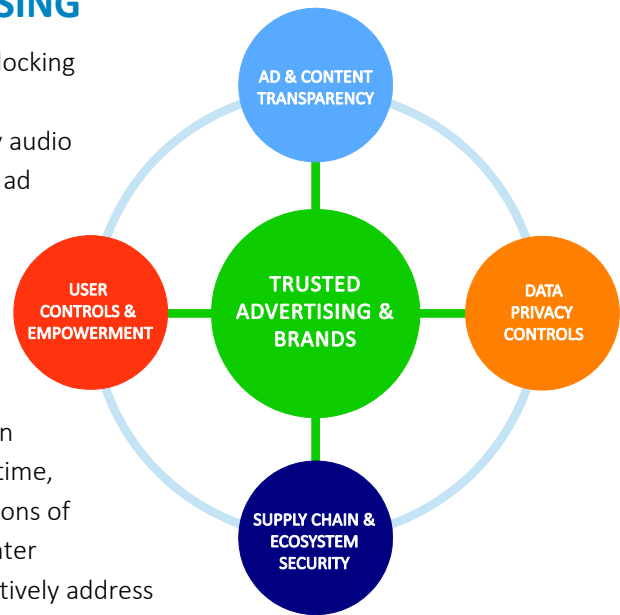 SING
locking
audio
ad
AD & CONTENT
TRANSPARENCY
USER
CONTROLS &
EMPOWERMENT
TRUSTED
ADVERTISING &
BRANDS
DATA
PRIVACY
CONTROLS
SUPPLY CHAIN &
ECOSYSTEM
SECURITY
n
time,
ons of
nter
tively address